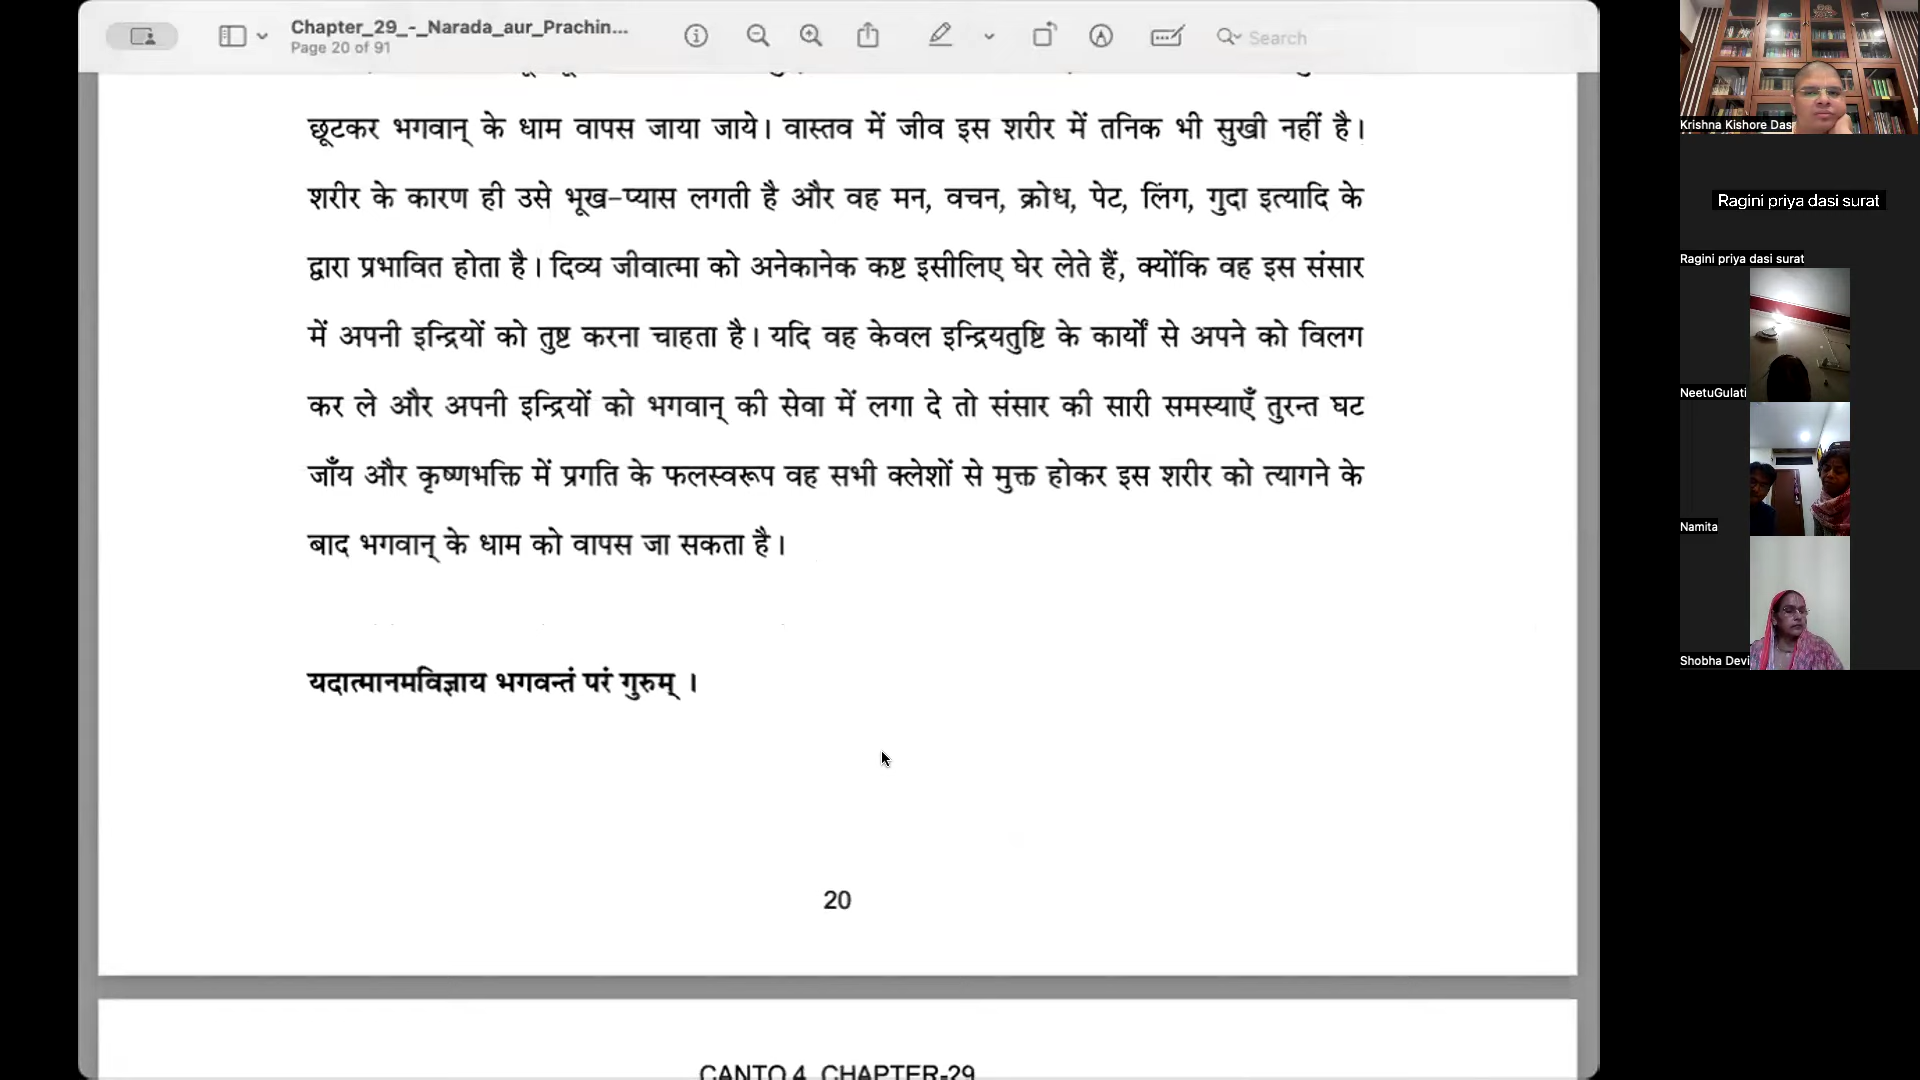 Chapter_29_-_Narada_aur_Prachin...
Page 20 of 91
Search
छूटकर भगवान् के धाम वापस जाया जाये। वास्तव में जीव इस शरीर में तनिक भी सुखी नहीं है।
शरीर के कारण ही उसे भूख-प्यास लगती है और वह मन, वचन, क्रोध, पेट, लिंग, गुदा इत्यादि के
द्वारा प्रभावित होता है। दिव्य जीवात्मा को अनेकानेक कष्ट इसीलिए घेर लेते हैं, क्योंकि वह इस संसार
में अपनी इन्द्रियों को तुष्ट करना चाहता है। यदि वह केवल इन्द्रियतुष्टि के कार्यों से अपने को विलग
कर ले और अपनी इन्द्रियों को भगवान् की सेवा में लगा दे तो संसार की सारी समस्याएँ तुरन्त घट
जाँय और कृष्णभक्ति में प्रगति के फलस्वरूप वह सभी क्लेशों से मुक्त होकर इस शरीर को त्यागने के
बाद भगवान् के धाम को वापस जा सकता है।
यदात्मानमविज्ञाय भगवन्तं परं गुरुम् ।
20
CANTO 4, CHAPTER-29
Krishna Kishore Das
Ragini priya dasi surat
Ragini priya dasi surat
NeetuGulati
Namita
Shobha Devi